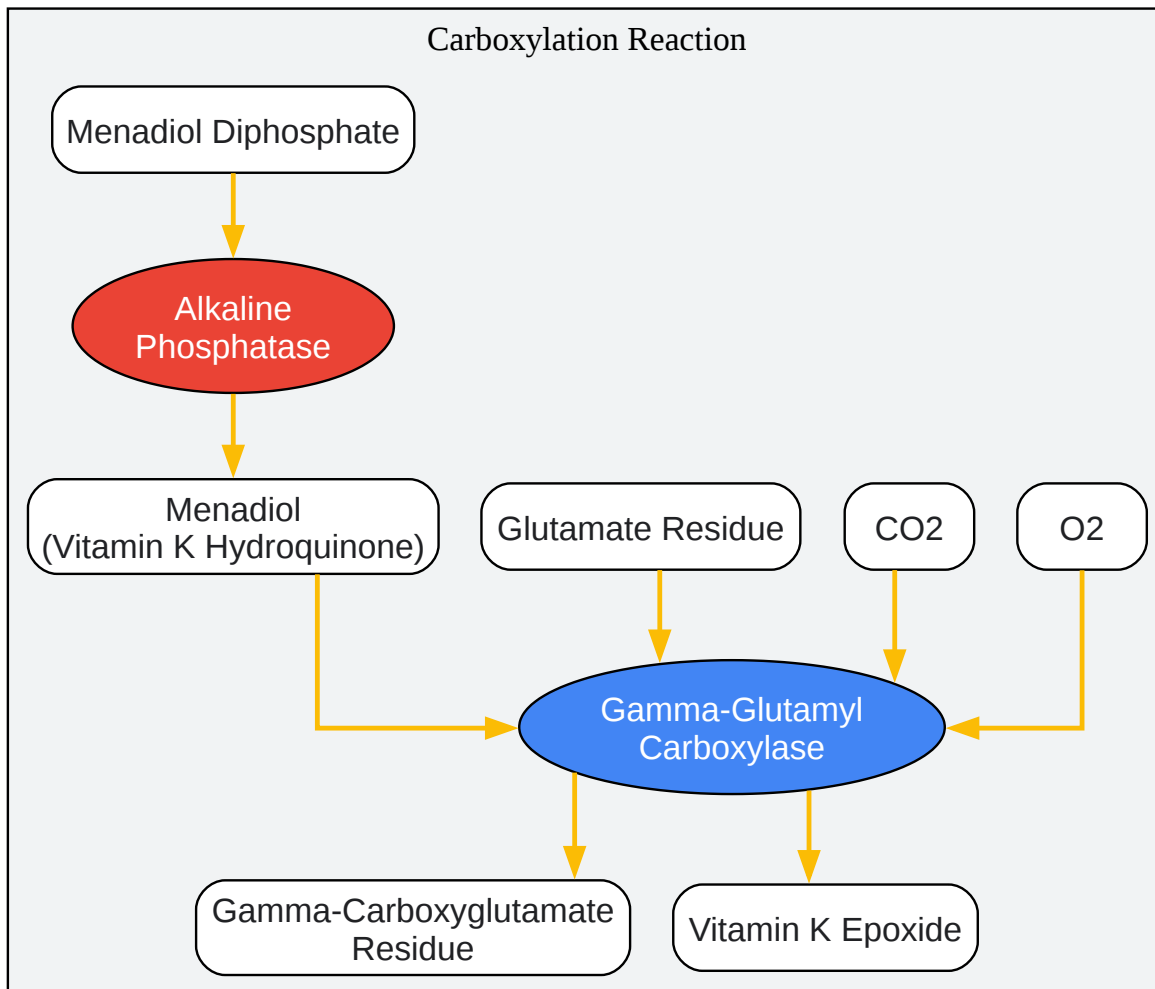 Carboxylation Reaction
Menadiol Diphosphate
Alkaline
Phosphatase
Menadiol
(Vitamin K Hydroquinone)
Glutamate Residue
CO2
O2
Gamma-Glutamyl
Carboxylase
Gamma-Carboxyglutamate
Residue
Vitamin K Epoxide